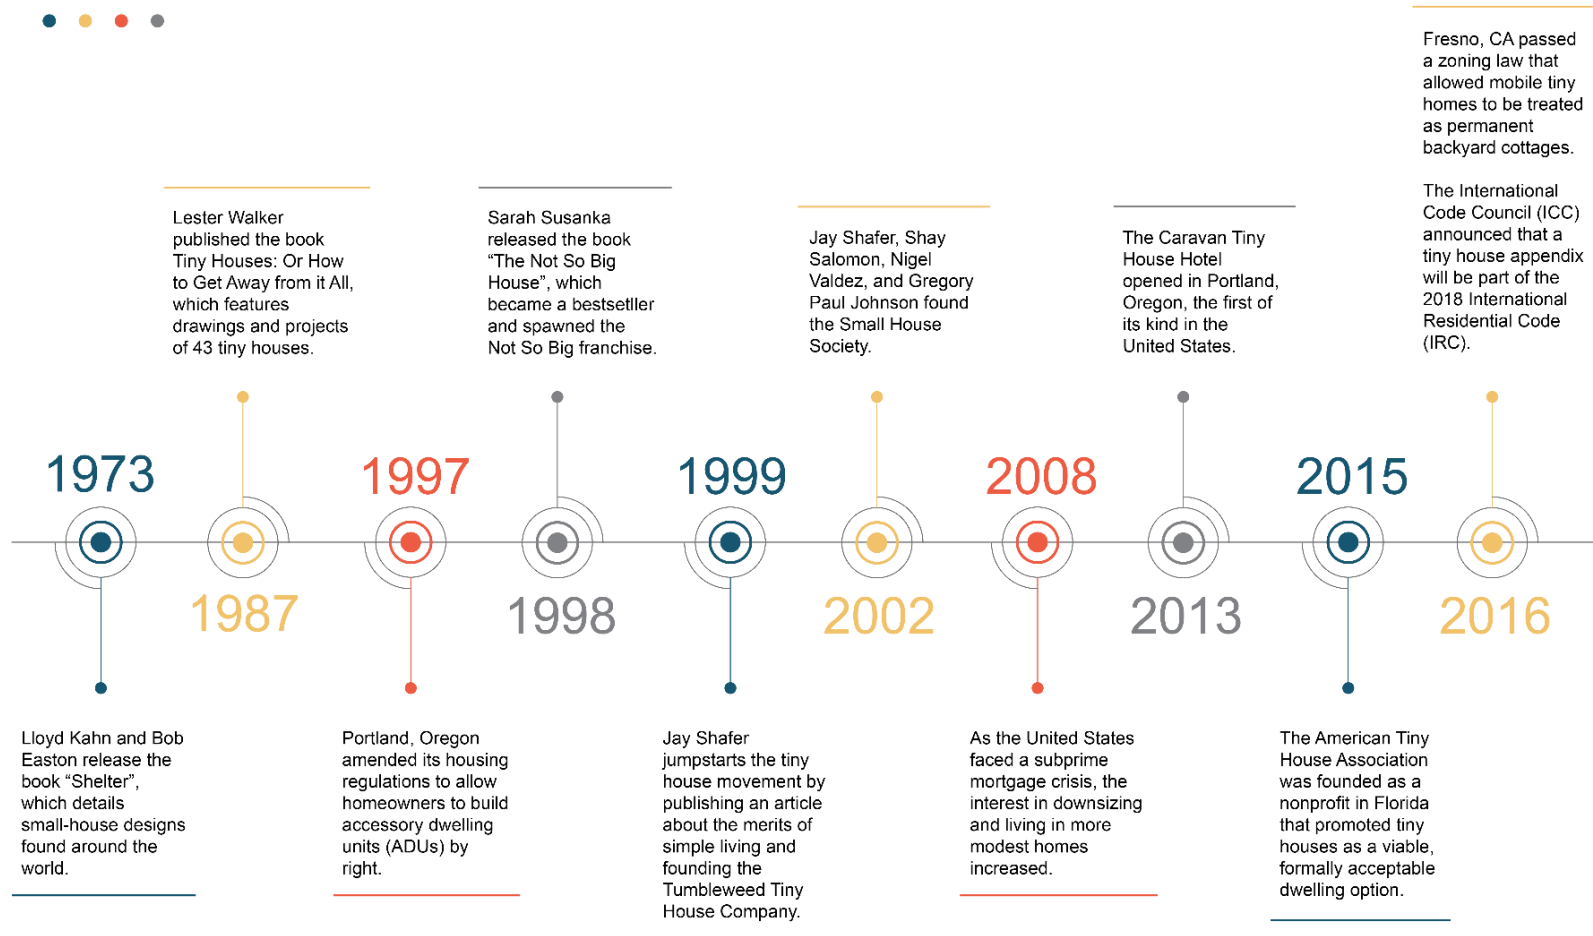 Fresno, CA passed
a zoning law that
allowed mobile tiny
homes to be treated
as permanent
backyard cottages.
The International
Code Council (ICC)
announced that a
tiny house appendix
will be part of the
2018 International
Residential Code
(IRC).
Lester Walker
published the book
Tiny Houses: Or How
to Get Away from it All,
which features
drawings and projects
of 43 tiny houses.
Sarah Susanka
released the book
“The Not So Big
House”, which
became a bestsetller
and spawned the
Not So Big franchise.
Jay Shafer, Shay
Salomon, Nigel
Valdez, and Gregory
Paul Johnson found
the Small House
Society.
The Caravan Tiny
House Hotel
opened in Portland,
Oregon, the first of
its kind in the
United States.
1973
1997
1999
2008
2015
1987
1998
2002
2013
2016
Lloyd Kahn and Bob
Easton release the
book “Shelter”,
which details
small-house designs
found around the
world.
Portland, Oregon
amended its housing
regulations to allow
homeowners to build
accessory dwelling
units (ADUs) by
right.
Jay Shafer
jumpstarts the tiny
house movement by
publishing an article
about the merits of
simple living and
founding the
Tumbleweed Tiny
House Company.
As the United States
faced a subprime
mortgage crisis, the
interest in downsizing
and living in more
modest homes
increased.
The American Tiny
House Association
was founded as a
nonprofit in Florida
that promoted tiny
houses as a viable,
formally acceptable
dwelling option.